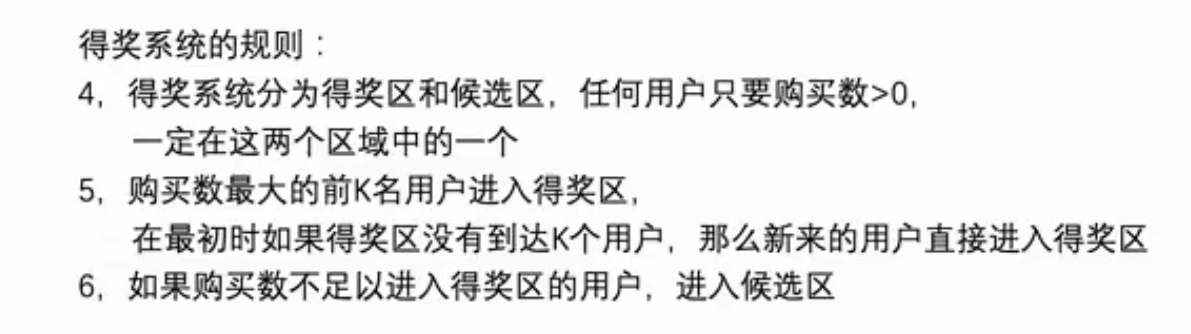 得奖系统的规则：
4，得奖系统分为得奖区和候选区，任何用户只要购买数>0，
一定在这两个区域中的一个
5，购买数最大的前K名用户进入得奖区，
在最初时如果得奖区没有到达K个用户，那么新来的用户直接进入得奖区
6，如果购买数不足以进入得奖区的用户，进入候选区